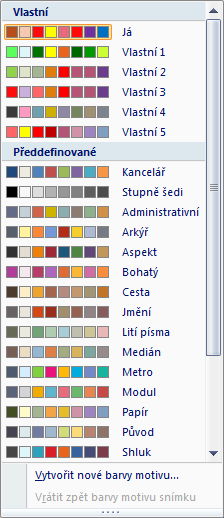 Vlastní
Já
Vlastní 1
Vlastní 2
Vlastní 3
Vlastní 4
Vlastní 5
Předdefinované
Kancelář
Stupně šedi
Administrativní
Arkýř
Aspekt
Bohatý
Cesta
Jmění
Lití písma
Medián
Metro
Modul
Papír
Původ
Shluk
Vytvořit nové barvy motivu...
Vrátit zpět barvy motivu snímku